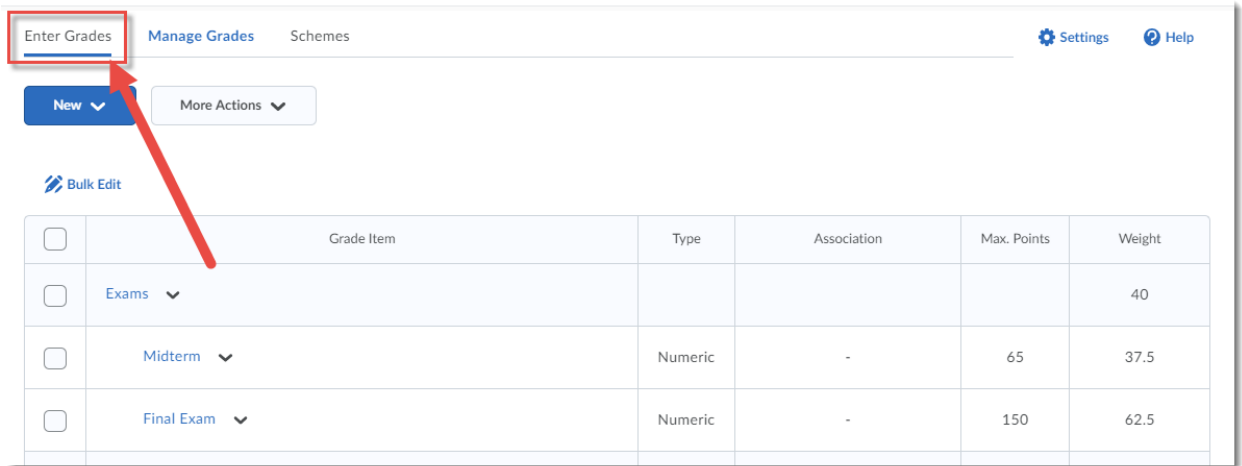 Enter Grades Manage Grades Schemes Settings Help
New More Actions
Bulk Edit
Grade Item Type Association Max. Points Weight
Exams 40
Midterm Numeric - 65 37.5
Final Exam Numeric - 150 62.5